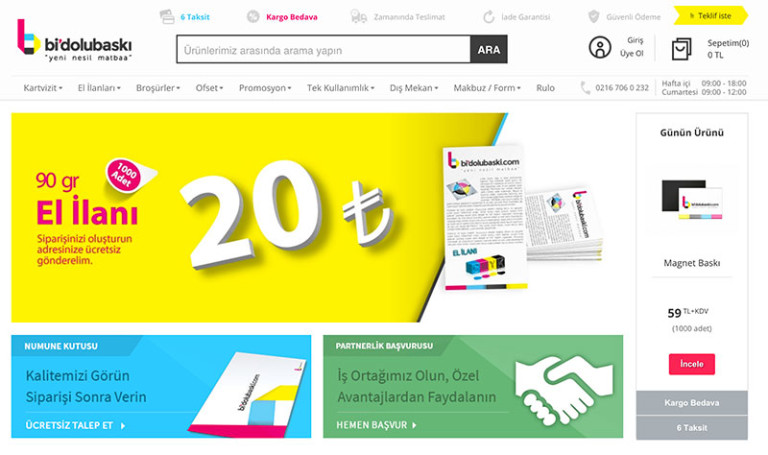 6 Taksit
Kargo Bedava
Zamanında Teslimat
İade Garantisi
Güvenli Ödeme
Teklif iste
bi'dolubaskı
"yeni nesil matbaa"
Ürünlerimiz arasında arama yapın
ARA
Giriş
Üye Ol
Sepetim(0)
0 TL
Kartvizit
El İlanları
Broşürler
Ofset
Promosyon
Tek Kullanımlık
Dış Mekan
Makbuz / Form
Rulo
0216 706 0 232
Hafta içi 09:00 - 18:00
Cumartesi 09:00 - 12:00
90 gr
1000
Adet
El İlanı
Siparişinizi oluşturun
adresinize ücretsiz
gönderelim.
20 ₺
bi'dolubaski.com
"yeni nesil matbaa"
EL İLANI
bi'dolubaski.com
Günün Ürünü
Magnet Baskı
59 TL+KDV
(1000 adet)
İncele
Kargo Bedava
6 Taksit
NUMUNE KUTUSU
Kalitemizi Görün
Siparişi Sonra Verin
ÜCRETSİZ TALEP ET
bi'dolubaski.com
PARTNERLİK BAŞVURUSU
İş Ortağımız Olun, Özel
Avantajlardan Faydalanın
HEMEN BAŞVUR